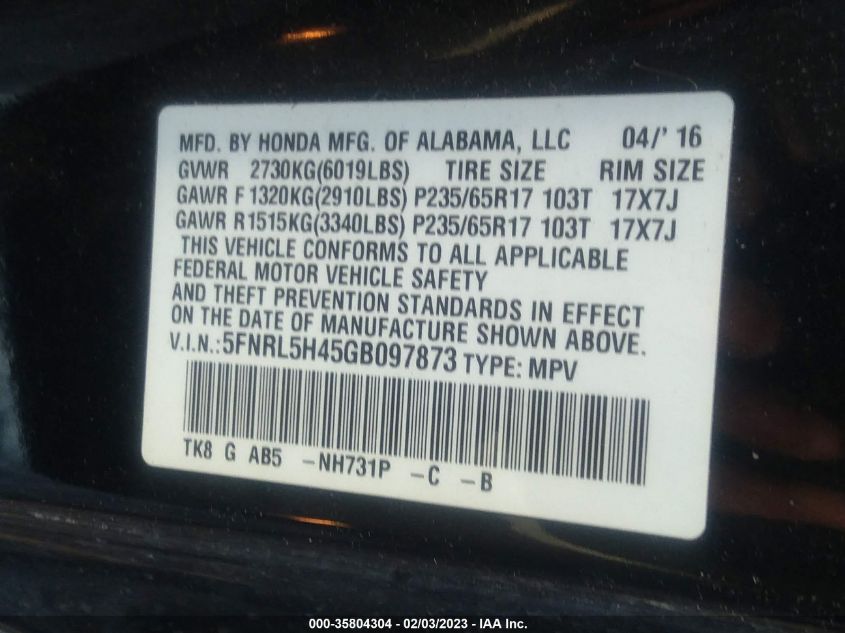 MFD. BY HONDA MFG. OF ALABAMA, LLC 04/' 16
GVWR 2730KG(6019LBS) TIRE SIZE RIM SIZE
GAWR F 1320KG(2910LBS) P235/65R17 103T 17X7J
GAWR R1515KG(3340LBS) P235/65R17 103T 17X7J
THIS VEHICLE CONFORMS TO ALL APPLICABLE
FEDERAL MOTOR VEHICLE SAFETY
AND THEFT PREVENTION STANDARDS IN EFFECT
ON THE DATE OF MANUFACTURE SHOWN ABOVE.
V.I.N.:5FNRL5H45GB097873 TYPE: MPV
TK8 G AB5 -NH731P -C -B
000-35804304 - 02/03/2023 - IAA Inc.